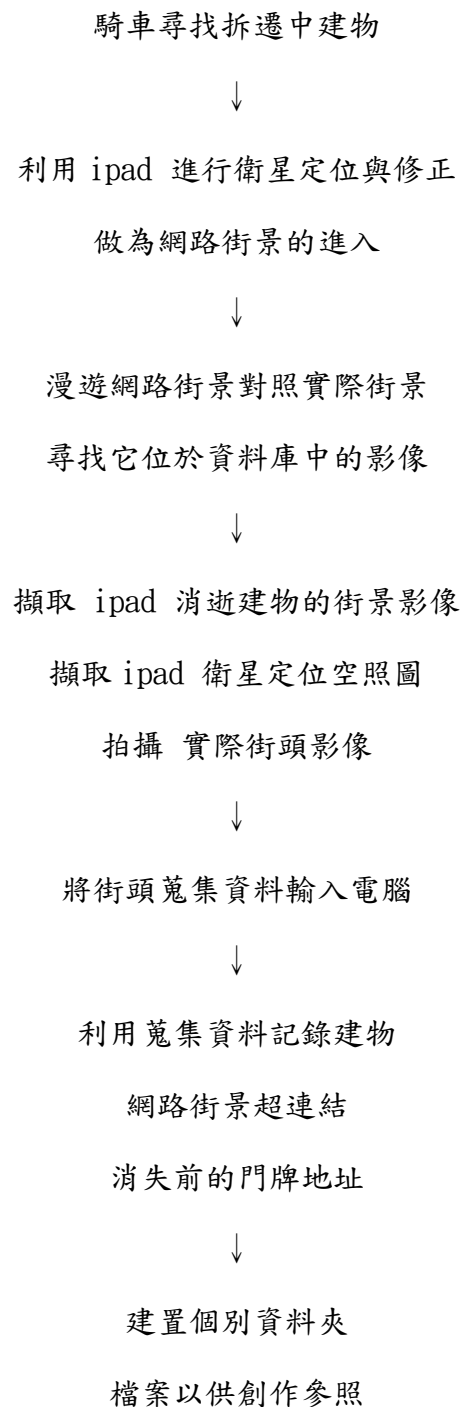 騎車尋找拆遷中建物
↓
利用 ipad 進行衛星定位與修正
做為網路街景的進入
↓
漫遊網路街景對照實際街景
尋找它位於資料庫中的影像
↓
擷取 ipad 消逝建物的街景影像
擷取 ipad 衛星定位空照圖
拍攝 實際街頭影像
↓
將街頭蒐集資料輸入電腦
↓
利用蒐集資料記錄建物
網路街景超連結
消失前的門牌地址
↓
建置個別資料夾
檔案以供創作參照